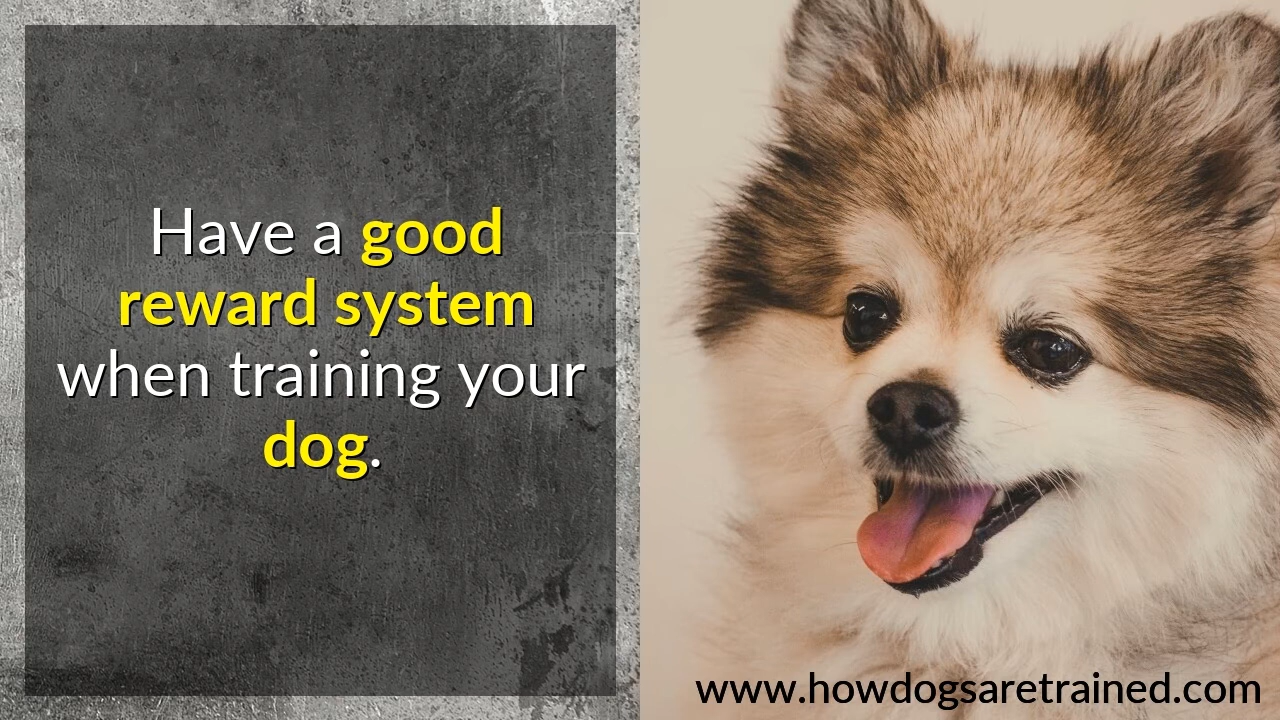 Have a good
reward system
when training your
dog.
www.howdogsaretrained.com